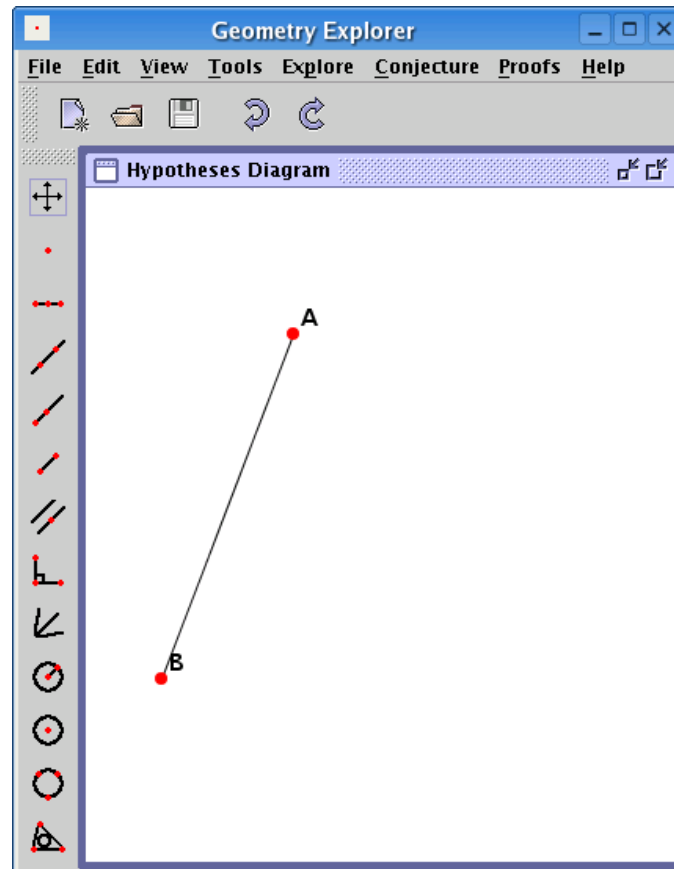 Geometry Explorer
File Edit View Tools Explore Conjecture Proofs Help
Hypotheses Diagram
A
B